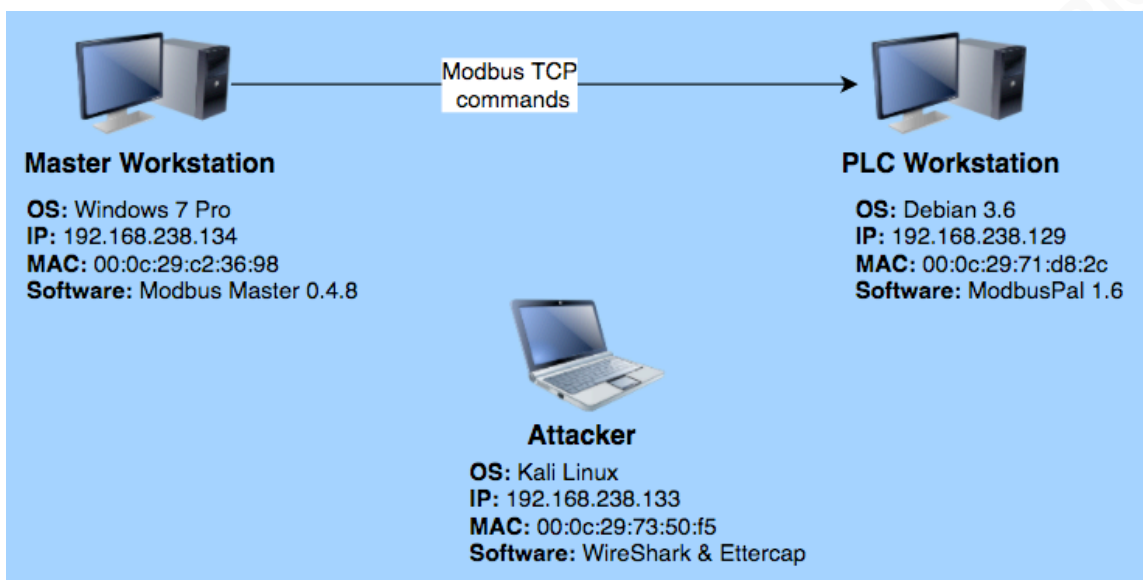 Modbus TCP
commands
Master Workstation
OS: Windows 7 Pro
IP: 192.168.238.134
MAC: 00:0c:29:c2:36:98
Software: Modbus Master 0.4.8
PLC Workstation
OS: Debian 3.6
IP: 192.168.238.129
MAC: 00:0c:29:71:d8:2c
Software: ModbusPal 1.6
Attacker
OS: Kali Linux
IP: 192.168.238.133
MAC: 00:0c:29:73:50:f5
Software: WireShark & Ettercap